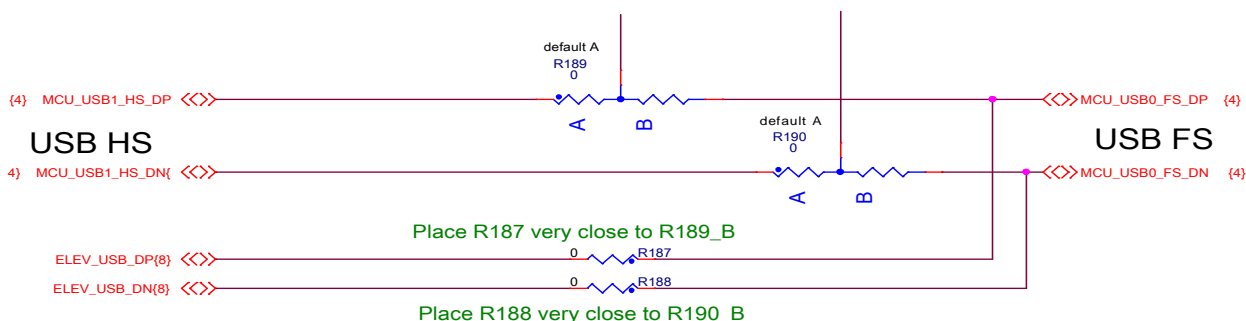 default A
R189
0
{4} MCU_USB1_HS_DP
MCU_USB0_FS_DP {4}
A
B
USB HS
default A
R190
0
USB FS
4} MCU_USB1_HS_DN{
MCU_USB0_FS_DN {4}
A
B
Place R187 very close to R189_B
ELEV_USB_DP{8}
0
R187
ELEV_USB_DN{8}
0
R188
Place R188 very close to R190_B